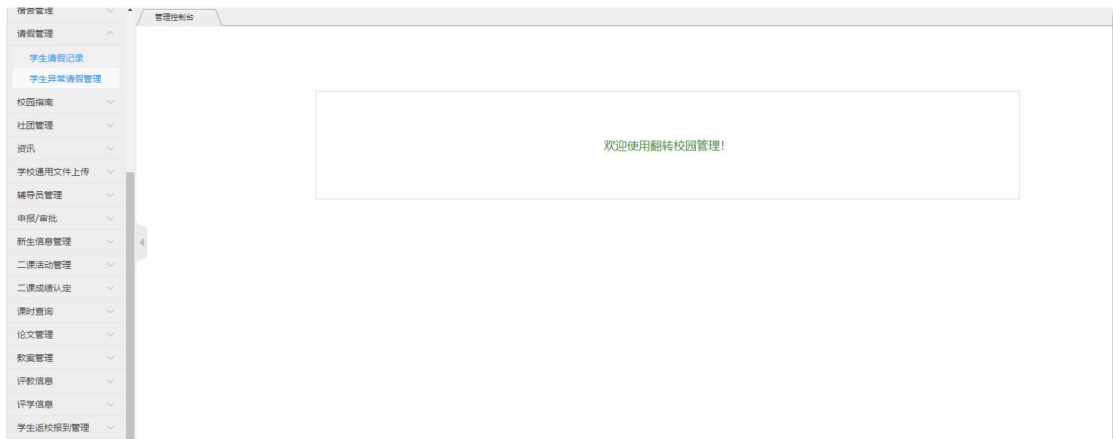 宿舍管理
管理控制台
请假管理
学生请假记录
学生异常请假管理
校园指南
社团管理
资讯
学校通用文件上传
辅导员管理
申报/审批
新生信息管理
二课活动管理
二课成绩认定
课时查询
论文管理
教案管理
评教信息
评学信息
学生返校报到管理
欢迎使用翻转校园管理！